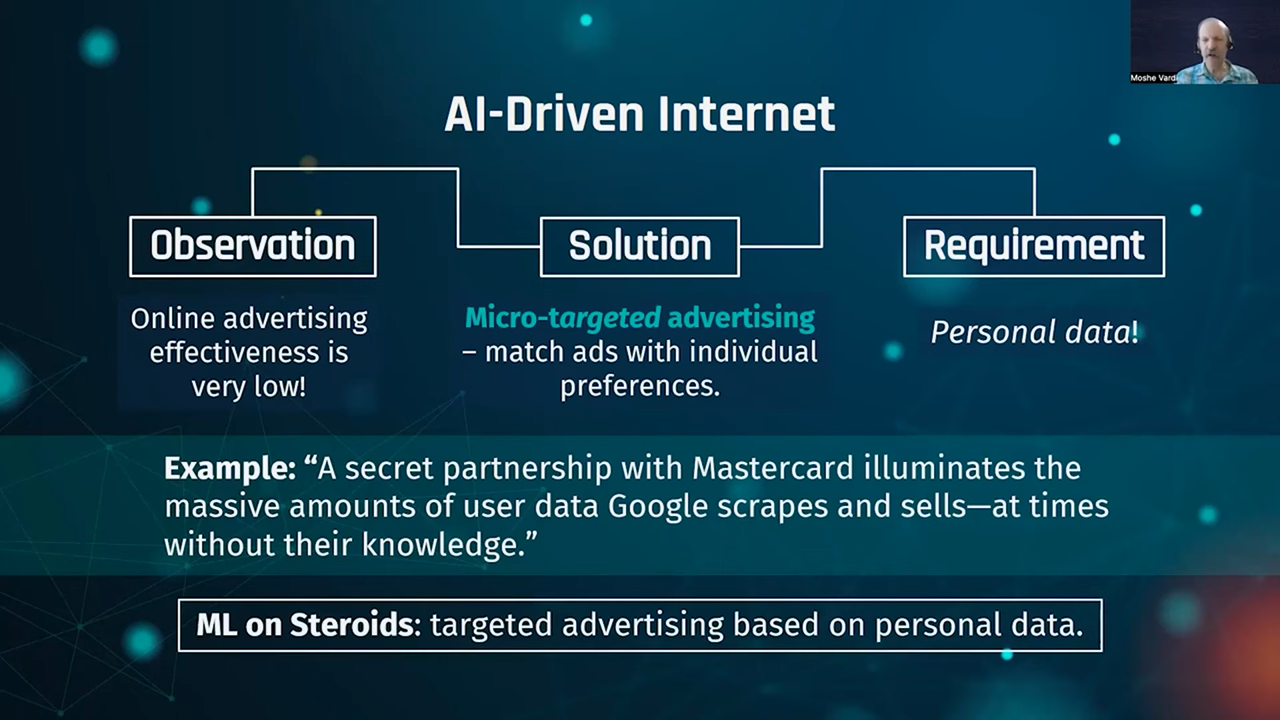 Moshe Vardi
AI-Driven Internet
Observation
Solution
Requirement
Online advertising
effectiveness is
very low!
Micro-targeted advertising
– match ads with individual
preferences.
Personal data!
Example: “A secret partnership with Mastercard illuminates the
massive amounts of user data Google scrapes and sells—at times
without their knowledge.”
ML on Steroids: targeted advertising based on personal data.